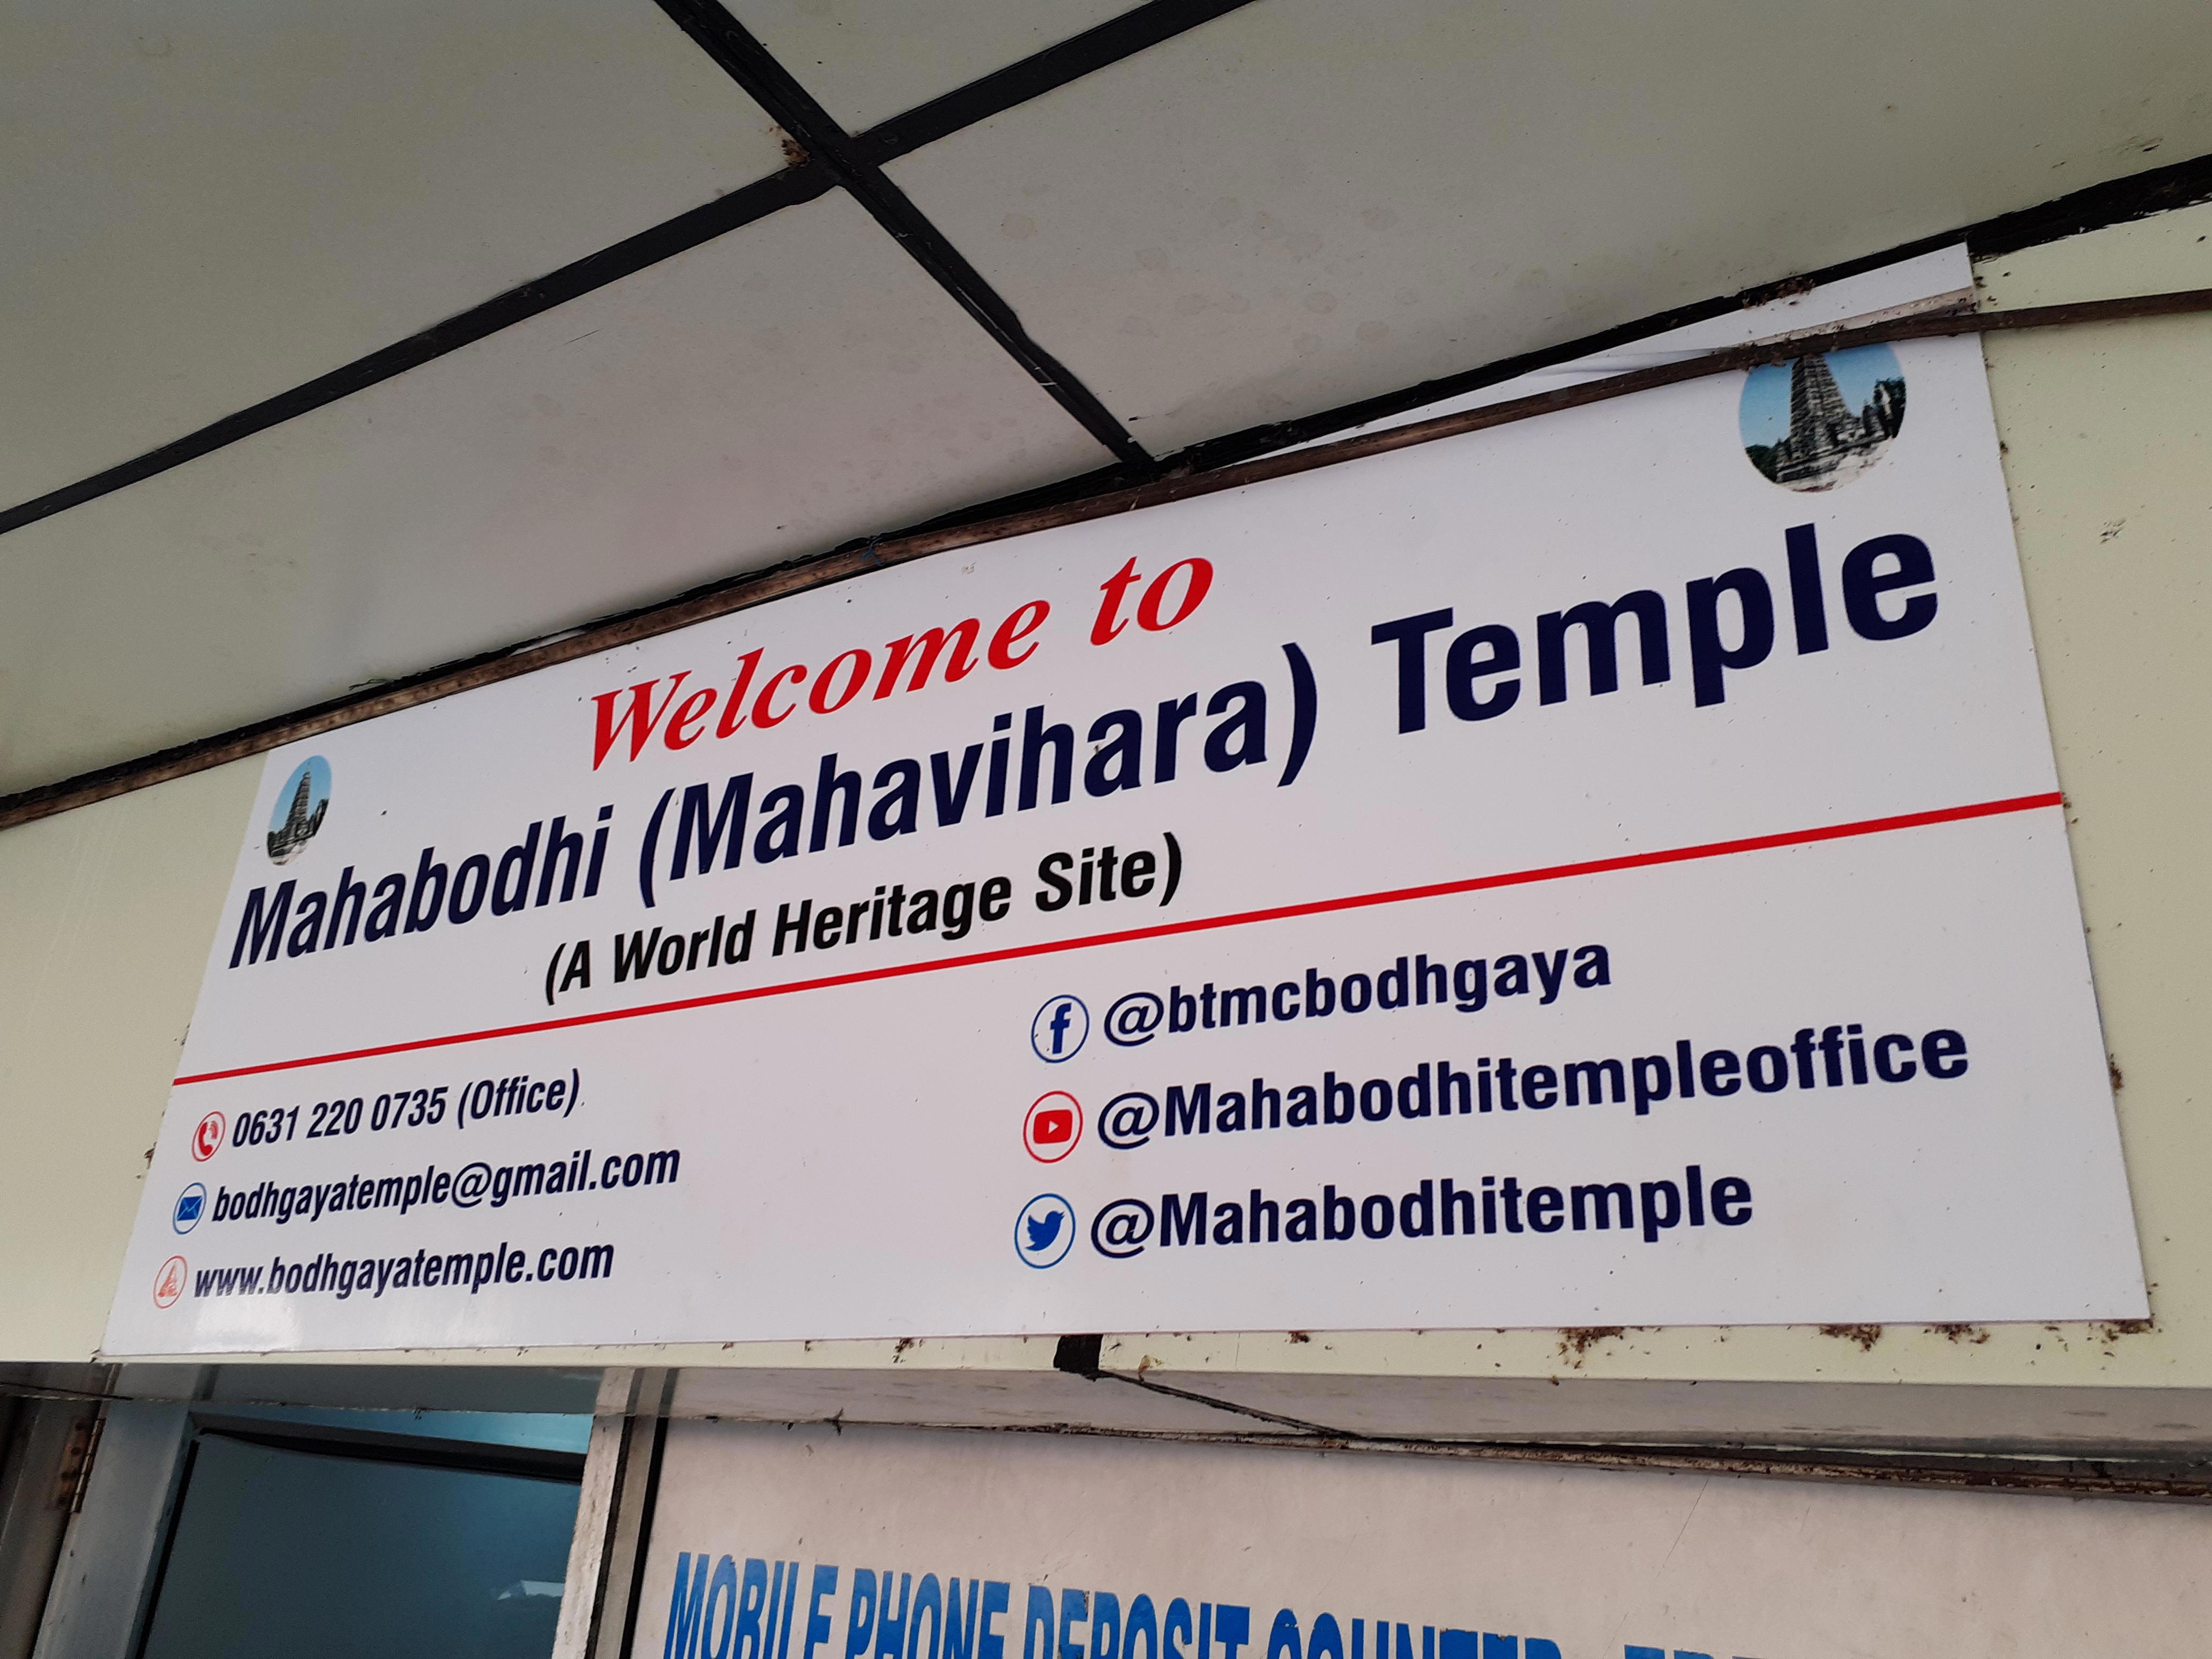 Welcome to
Mahabodhi (Mahavihara) Temple
(A World Heritage Site)
0631 220 0735 (Office)
bodhgayatemple@gmail.com
www.bodhgayatemple.com
@btmcbodhgaya
@Mahabodhitempleoffice
@Mahabodhitemple
MOBILE PHONE DEPOSIT COUNTER